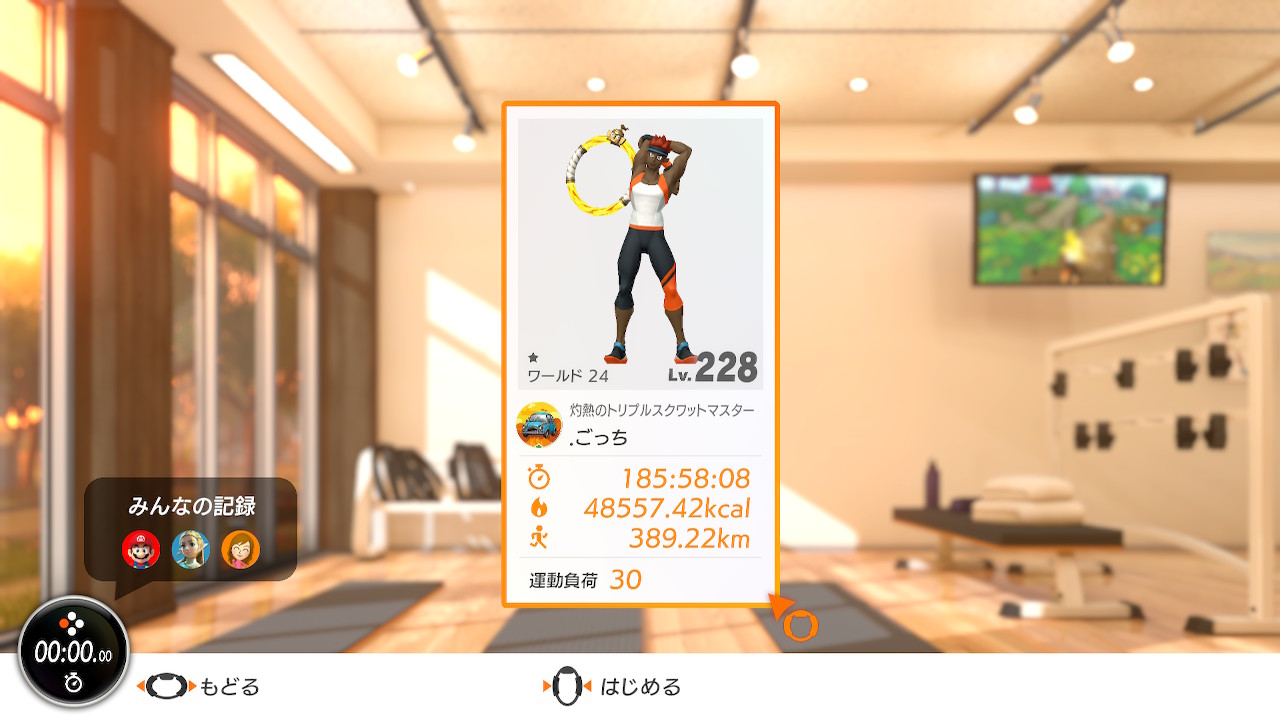 ★
ワールド 24
Lv.228
灼熱のトリプルスクワットマスター
.ごっち
185:58:08
48557.42kcal
389.22km
運動負荷 30
みんなの記録
00:00.00
もどる
はじめる